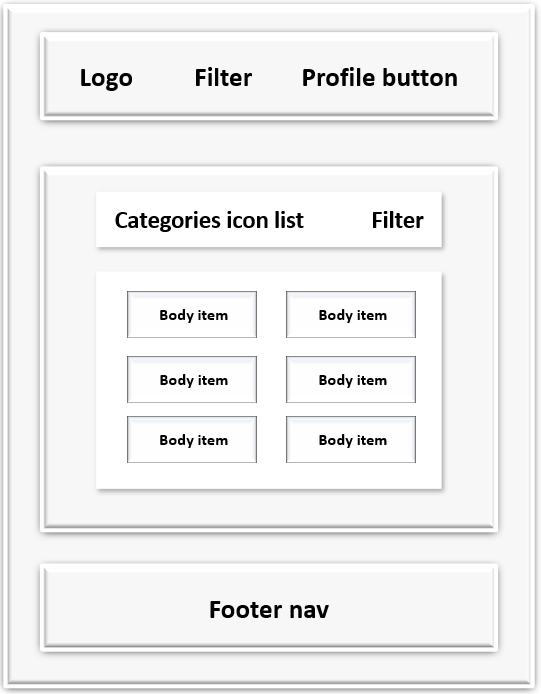 Logo Filter Profile button
Categories icon list Filter
Body item Body item
Body item Body item
Body item Body item
Footer nav